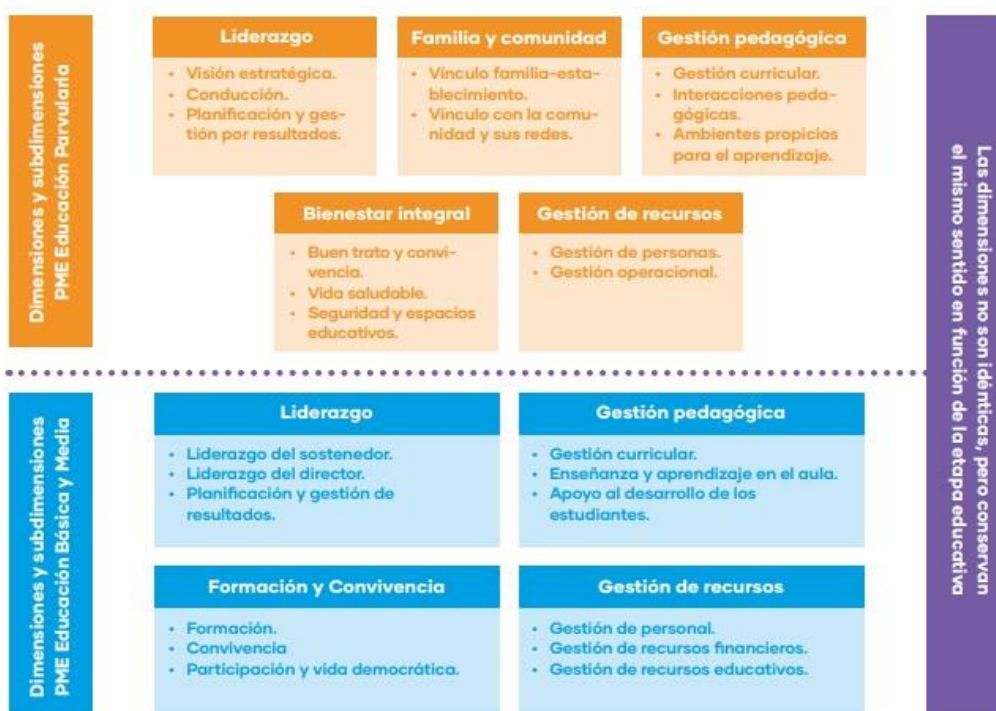 Dimensiones y subdimensiones
PME Educación Parvularia
Liderazgo
• Visión estratégica.
• Conducción.
• Planificación y ges-
tión por resultados.
Familia y comunidad
• Vínculo familia-esta-
blecimiento.
• Vínculo con la comu-
nidad y sus redes.
Gestión pedagógica
• Gestión curricular.
• Interacciones peda-
gógicas.
• Ambientes propicios
para el aprendizaje.
Bienestar integral
• Buen trato y convi-
vencia.
• Vida saludable.
• Seguridad y espacios
educativos.
Gestión de recursos
• Gestión de personas.
• Gestión operacional.
Dimensiones y subdimensiones
PME Educación Básica y Media
Liderazgo
• Liderazgo del sostenedor.
• Liderazgo del director.
• Planificación y gestión de
resultados.
Gestión pedagógica
• Gestión curricular.
• Enseñanza y aprendizaje en el aula.
• Apoyo al desarrollo de los
estudiantes.
Formación y Convivencia
• Formación.
• Convivencia
• Participación y vida democrática.
Gestión de recursos
• Gestión de personal.
• Gestión de recursos financieros.
• Gestión de recursos educativos.
Las dimensiones no son idénticas, pero conservan
el mismo sentido en función de la etapa educativa